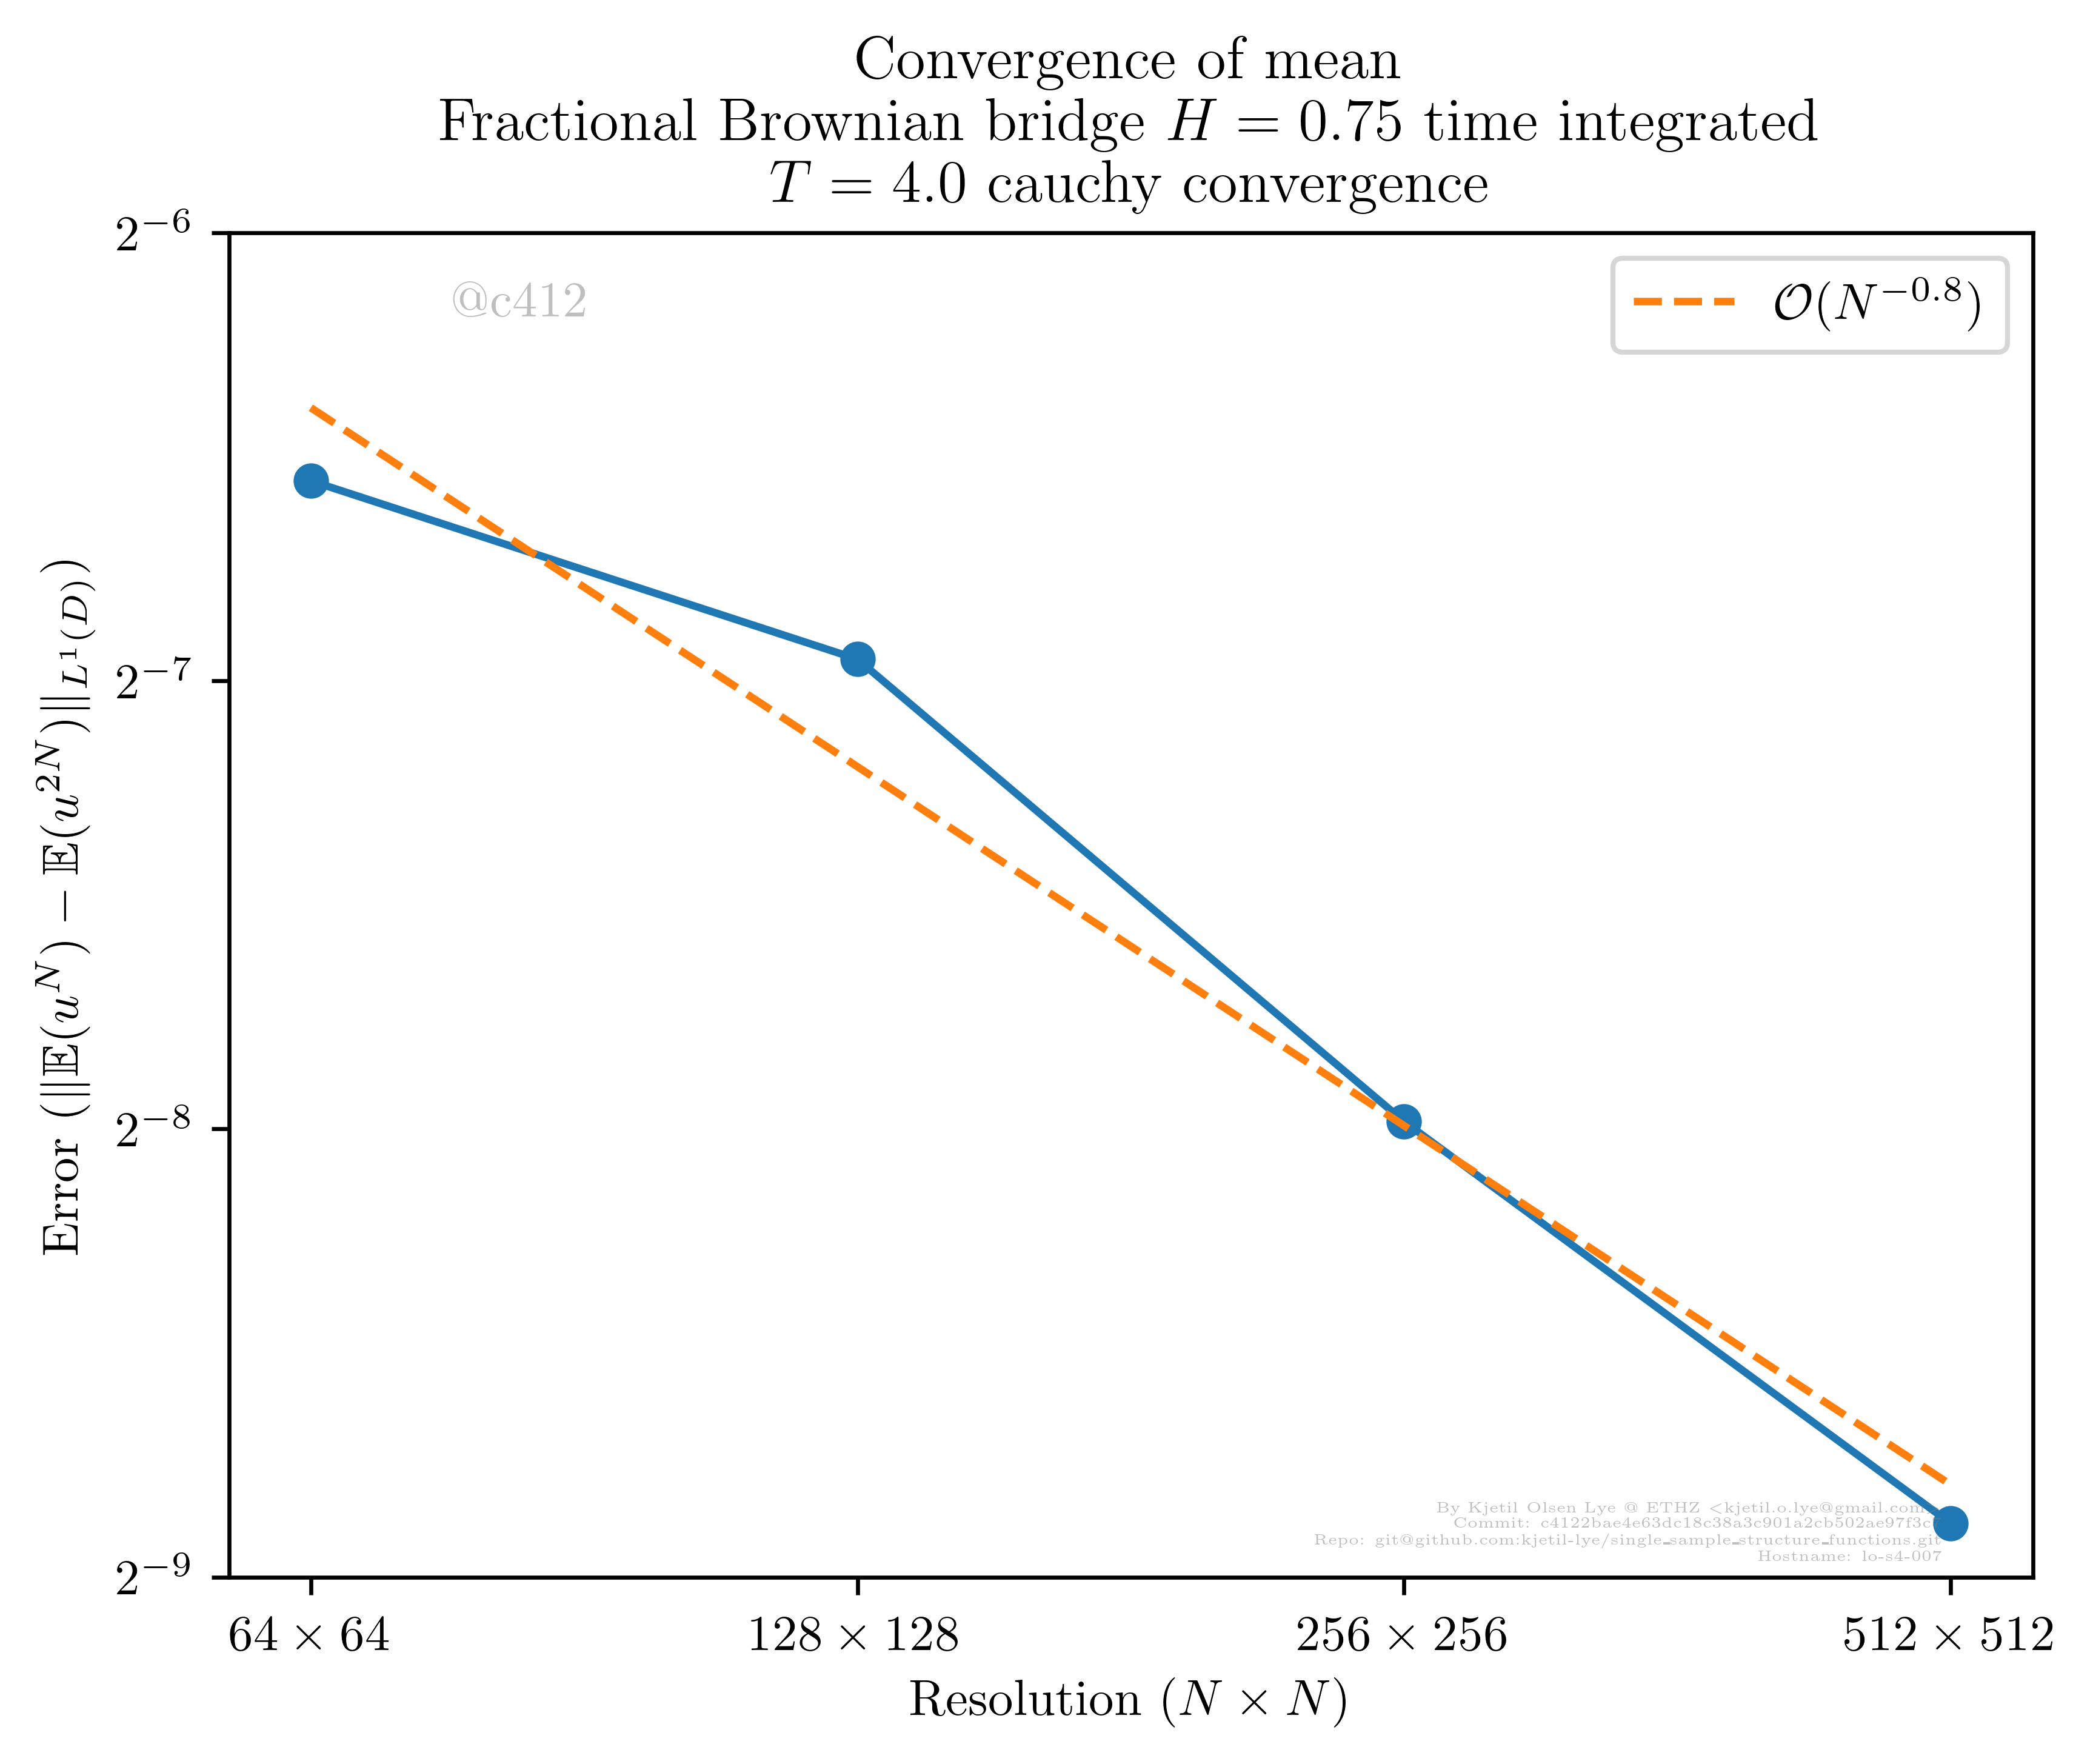 Convergence of mean
Fractional Brownian bridge H = 0.75 time integrated
T = 4.0 cauchy convergence
@c412
𝒪(N^{-0.8})
2^{-6}
2^{-7}
2^{-8}
2^{-9}
Error (||𝔼(u^N) − 𝔼(u^{2N})||_{L^1(D)})
By Kjetil Olsen Lye @ ETHZ <kjetil.o.lye@gmail.com
Commit: c4122bae4e63dc18c38a3c901a2cb502ae97f3c
Repo: git@github.com:kjetil-lye/single_sample_structure_functions.git
Hostname: lo-s4-007
64 × 64
128 × 128
256 × 256
512 × 512
Resolution (N × N)